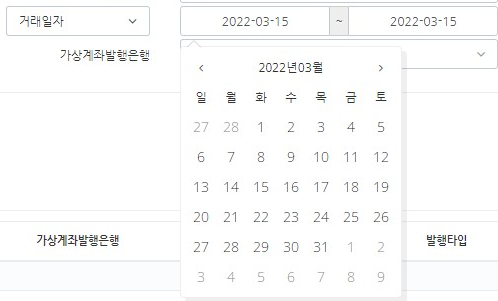 거래일자 2022-03-15 ~ 2022-03-15
가상계좌발행은행
2022년03월
일 월 화 수 목 금 토
27 28 1 2 3 4 5
6 7 8 9 10 11 12
13 14 15 16 17 18 19
20 21 22 23 24 25 26
27 28 29 30 31 1 2
3 4 5 6 7 8 9
가상계좌발행은행 발행타입